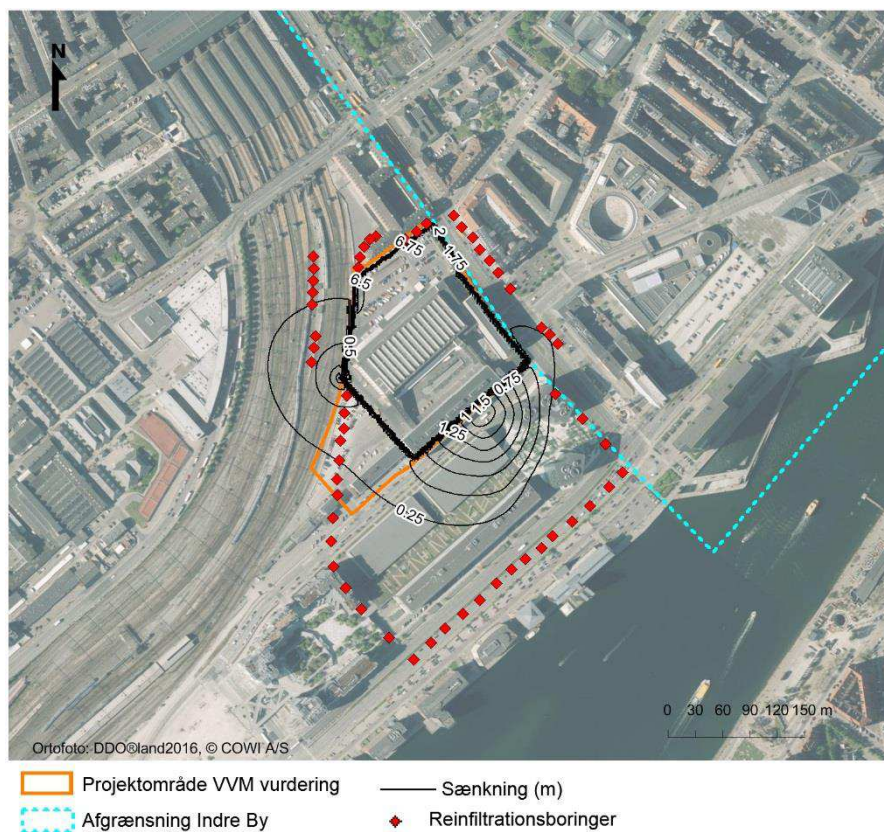 N
2
6.75
1.75
6.5
0.5
0.75
1
1.5
1.25
0.25
0 30 60 90 120 150 m
Ortofoto: DDO®land2016, © COWI A/S
Projektområde VVM vurdering
Sænkning (m)
Afgrænsning Indre By
Reinfiltrationsboringer